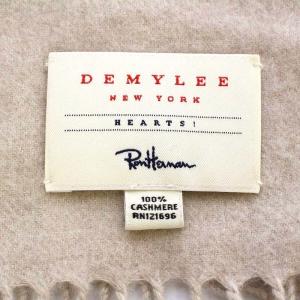 DEMYLEE
NEW YORK
HEARTS!
Ron Herman
100%
CASHMERE
RN121696